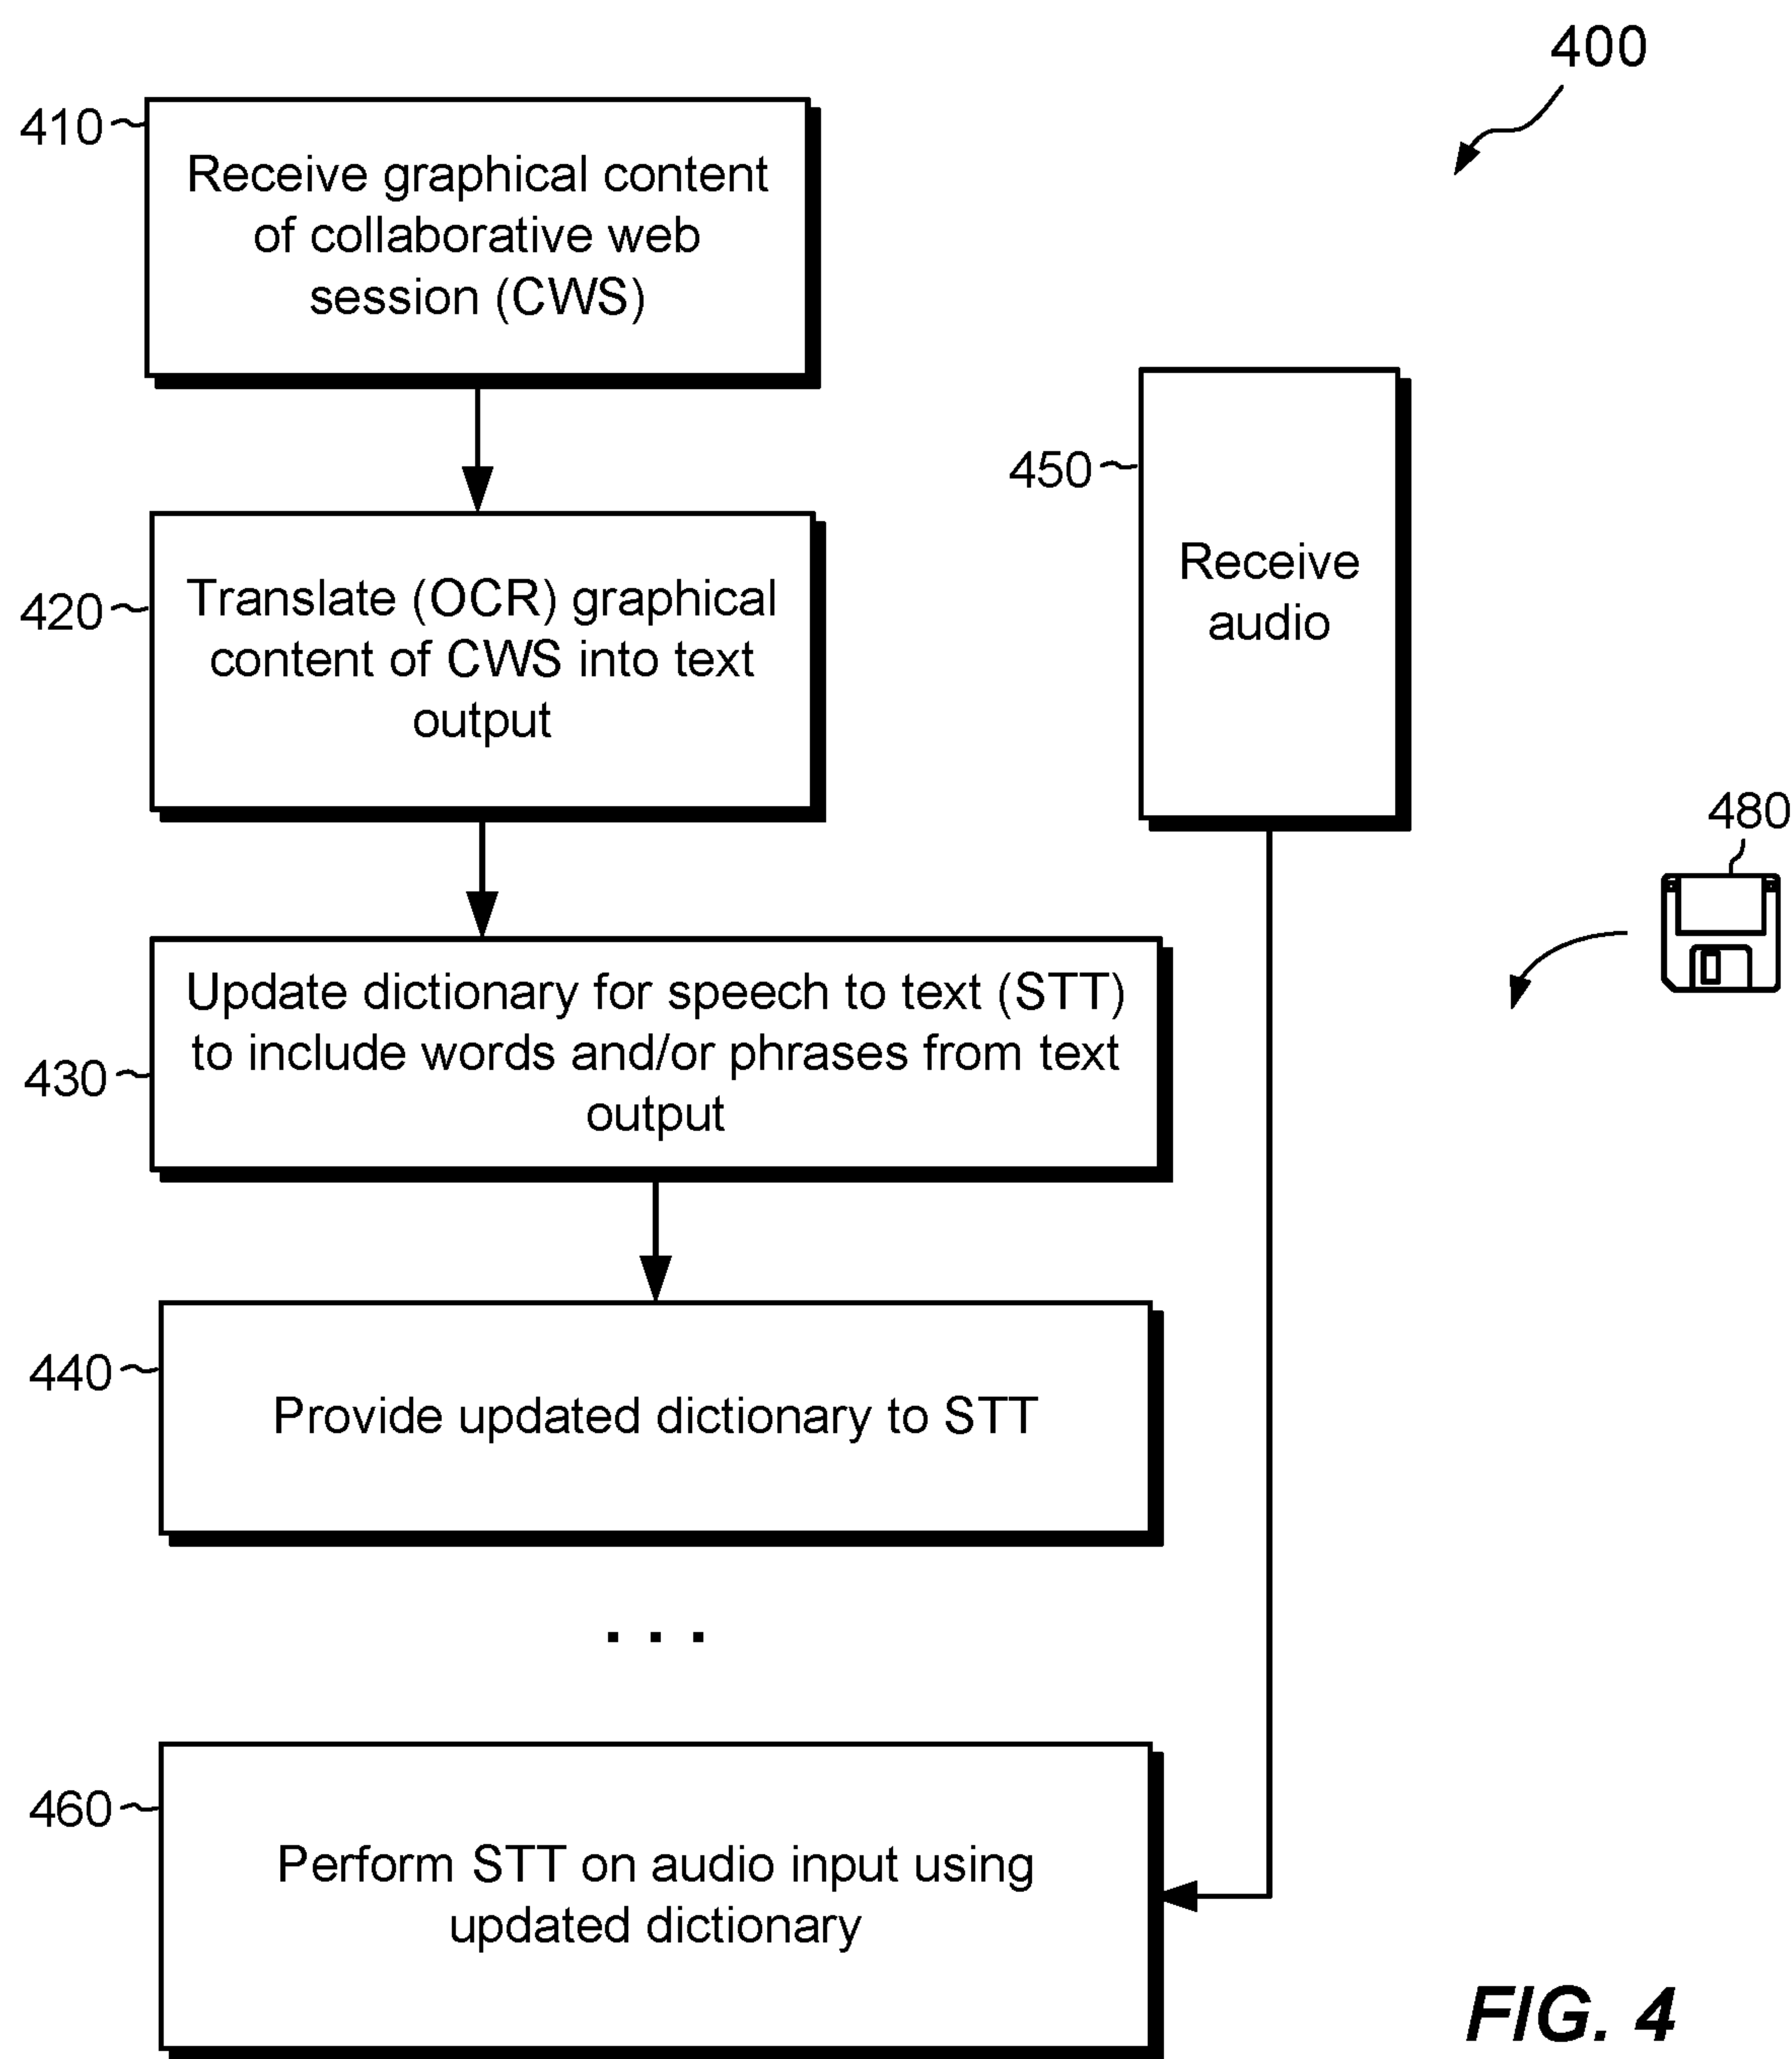 400
410
Receive graphical content
of collaborative web
session (CWS)
420
Translate (OCR) graphical
content of CWS into text
output
450
Receive
audio
480
430
Update dictionary for speech to text (STT)
to include words and/or phrases from text
output
440
Provide updated dictionary to STT
. . .
460
Perform STT on audio input using
updated dictionary
FIG. 4